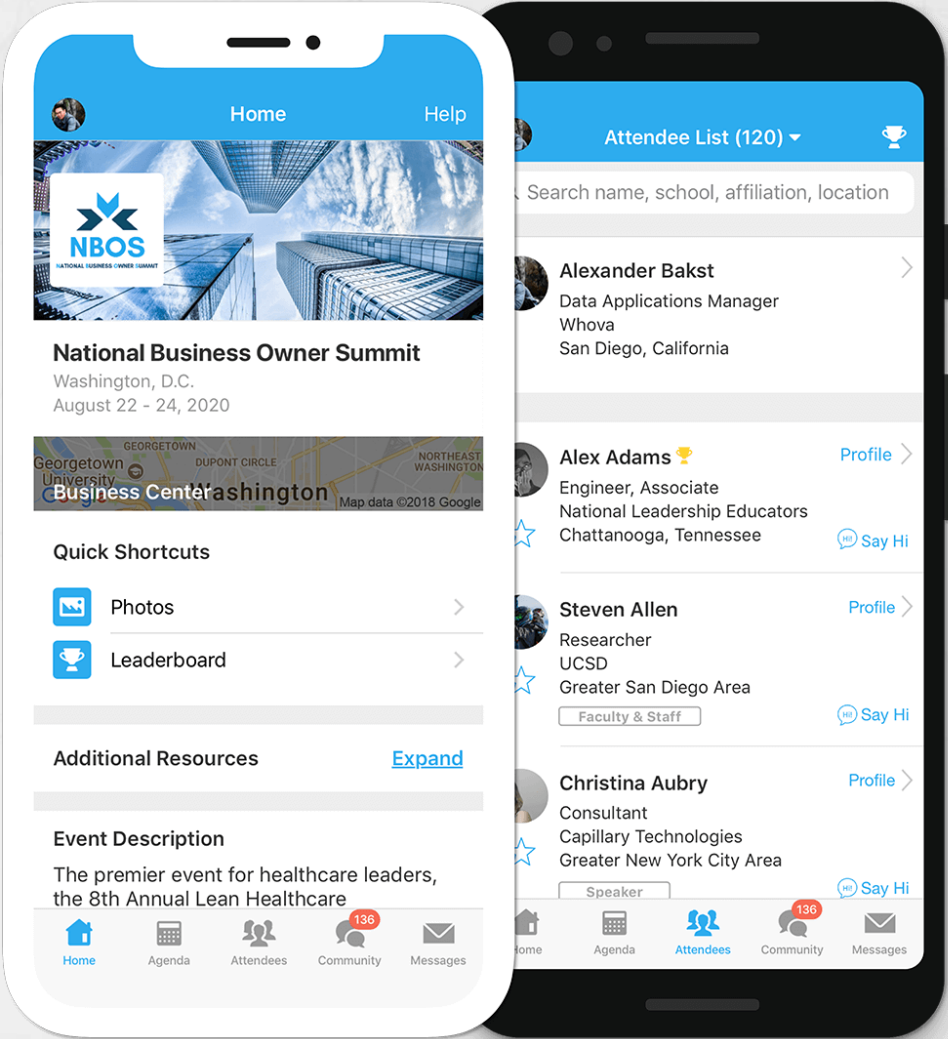 Home
Help
NBOS
NATIONAL BUSINESS OWNER SUMMIT
National Business Owner Summit
Washington, D.C.
August 22 - 24, 2020
GEORGETOWN
Georgetown
University
DUPONT CIRCLE
NORTHEAST
WASHINGTON
Google
Business Center
Washington
Map data ©2018 Google
Quick Shortcuts
Photos
Leaderboard
Additional Resources
Expand
Event Description
The premier event for healthcare leaders,
the 8th Annual Lean Healthcare
136
Home
Agenda
Attendees
Community
Messages
Attendee List (120)
Search name, school, affiliation, location
Alexander Bakst
Data Applications Manager
Whova
San Diego, California
Alex Adams
Profile
Engineer, Associate
National Leadership Educators
Chattanooga, Tennessee
Hi! Say Hi
Steven Allen
Profile
Researcher
UCSD
Greater San Diego Area
Faculty & Staff
Hi! Say Hi
Christina Aubry
Profile
Consultant
Capillary Technologies
Greater New York City Area
Speaker
Hi! Say Hi
136
ome
Agenda
Attendees
Community
Messages